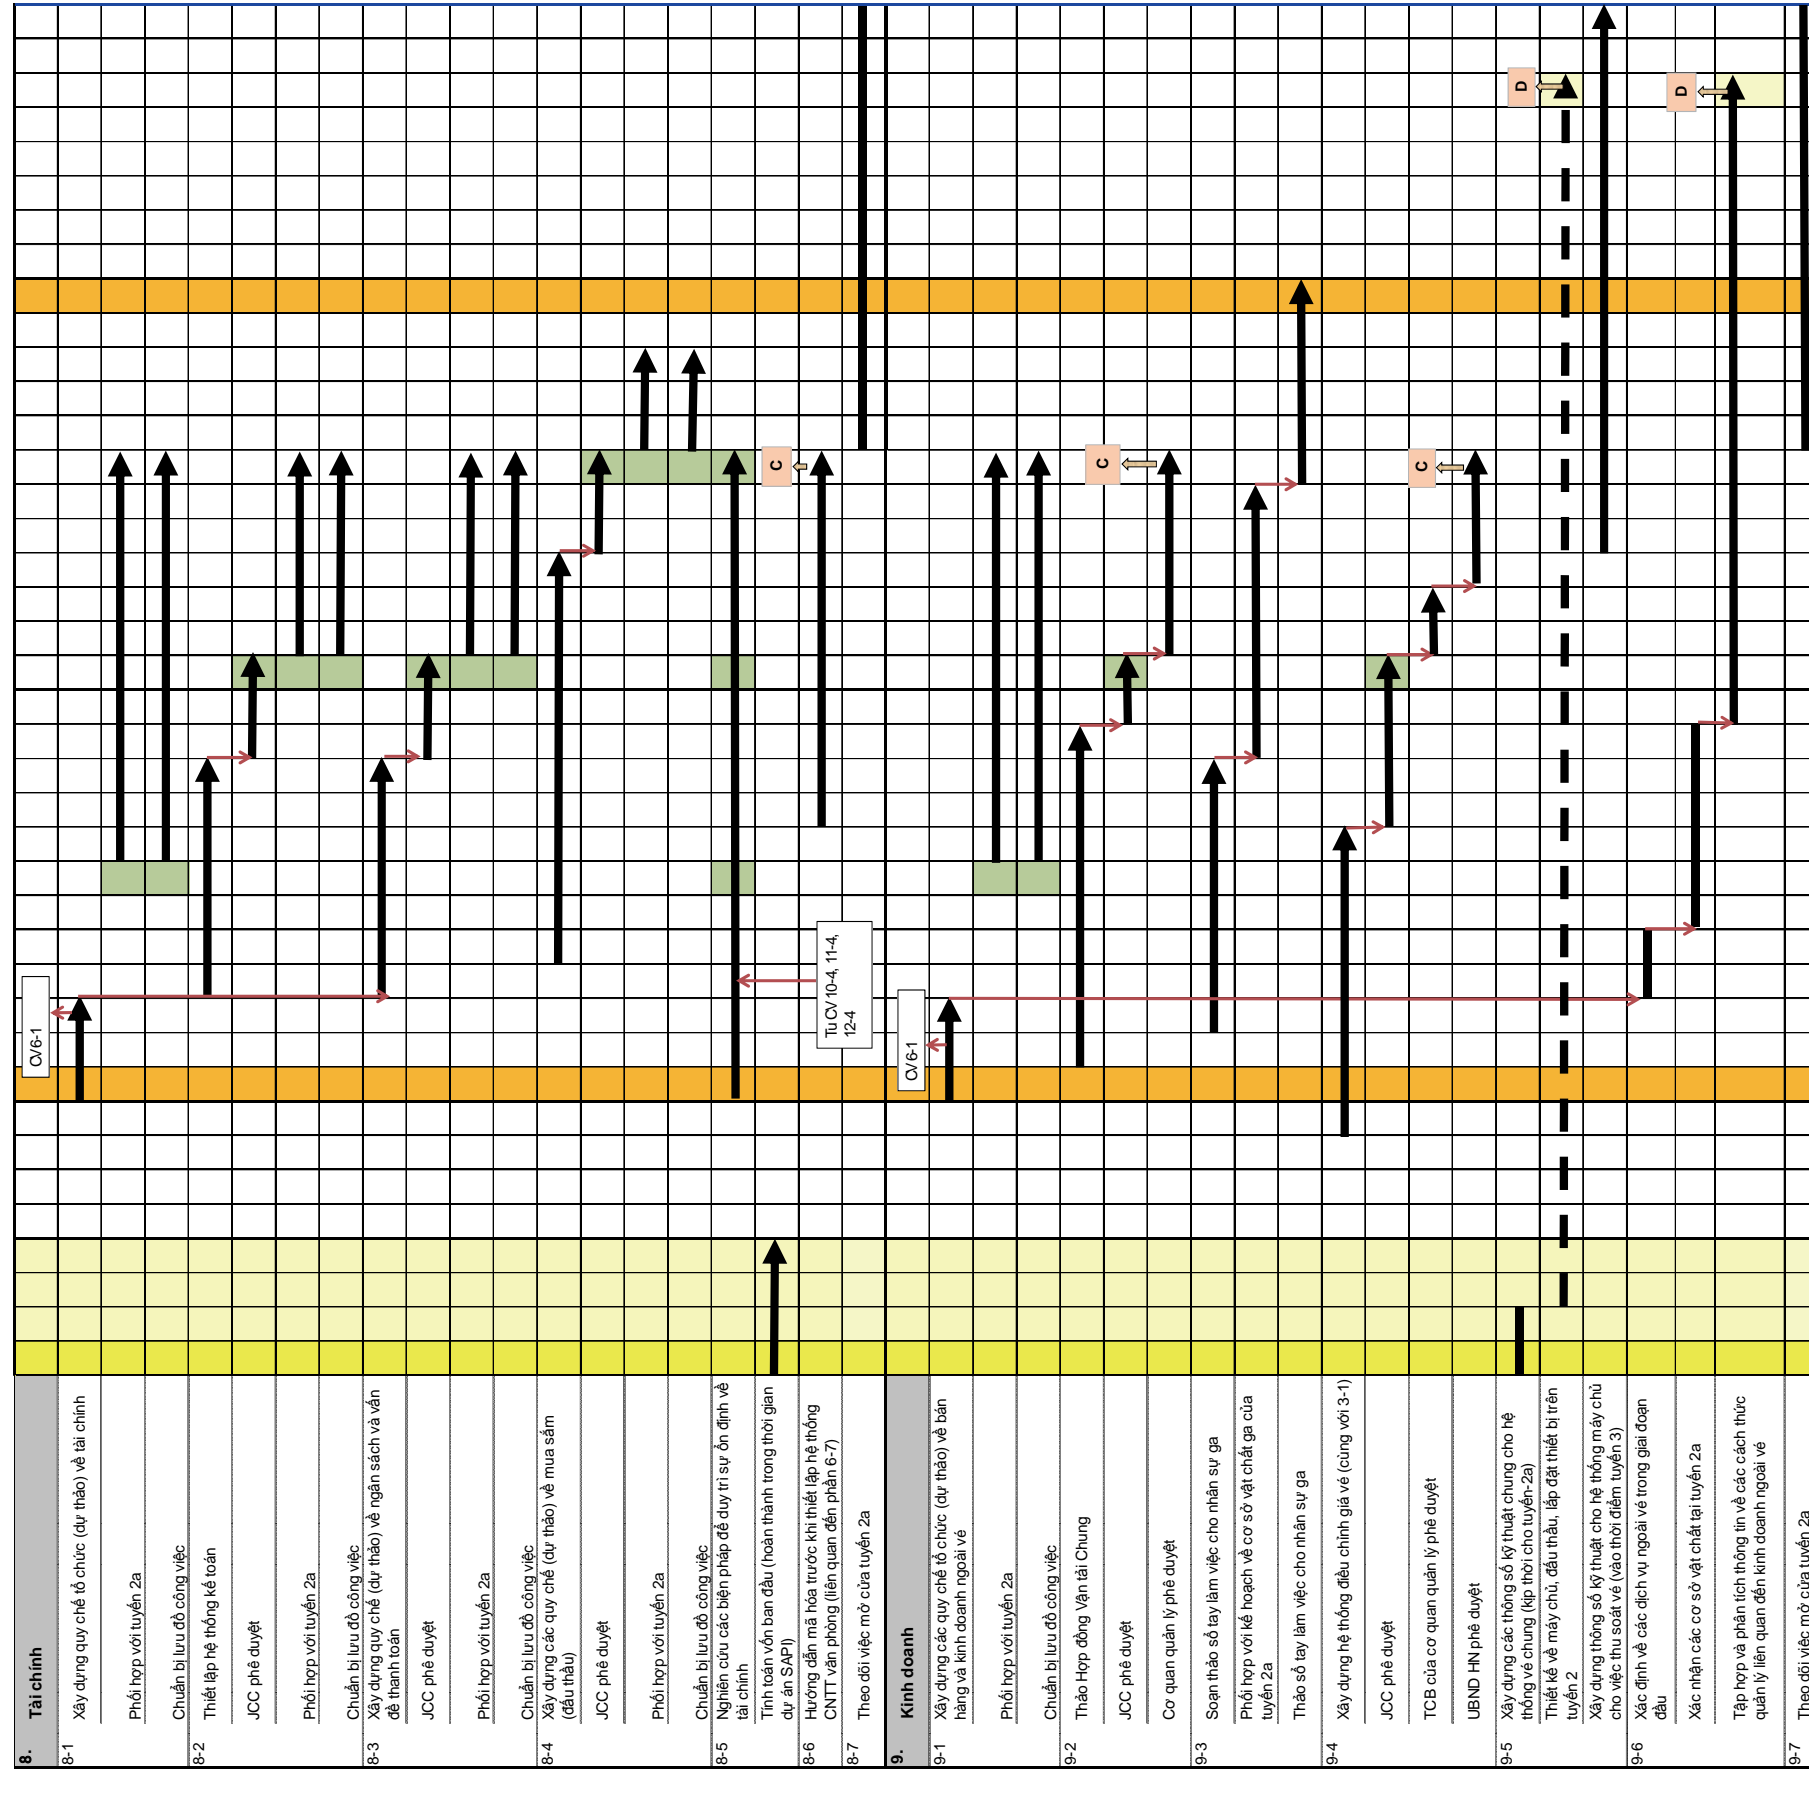 8. Tài chính
8-1 Xây dựng quy chế tổ chức (dự thảo) về tài chính
Phối hợp với tuyến 2a
Chuẩn bị lưu đồ công việc
8-2 Thiết lập hệ thống kế toán
JCC phê duyệt
Phối hợp với tuyến 2a
Chuẩn bị lưu đồ công việc
8-3 Xây dựng quy chế (dự thảo) về ngân sách và vấn
đề thanh toán
JCC phê duyệt
Phối hợp với tuyến 2a
Chuẩn bị lưu đồ công việc
8-4 Xây dựng các quy chế (dự thảo) về mua sắm
(đấu thầu)
JCC phê duyệt
Phối hợp với tuyến 2a
Chuẩn bị lưu đồ công việc
8-5 Nghiên cứu các biện pháp để duy trì sự ổn định về
tài chính
Tính toán vốn ban đầu (hoàn thành trong thời gian
dự án SAPI)
8-6 Hướng dẫn mã hóa trước khi thiết lập hệ thống
CNTT văn phòng (liên quan đến phần 6-7)
8-7 Theo dõi việc mở cửa tuyến 2a
CV6-1
Tu CV10-4, 11-4,
12-4
C
9. Kinh doanh
9-1 Xây dựng các quy chế tổ chức (dự thảo) về bán
hàng và kinh doanh ngoài vé
Phối hợp với tuyến 2a
Chuẩn bị lưu đồ công việc
9-2 Thảo Hợp đồng Vận tải Chung
JCC phê duyệt
Cơ quan quản lý phê duyệt
9-3 Soạn thảo sổ tay làm việc cho nhân sự ga
Phối hợp với kế hoạch về cơ sở vật chất ga của
tuyến 2a
Thảo sổ tay làm việc cho nhân sự ga
9-4 Xây dựng hệ thống điều chỉnh giá vé (cùng với 3-1)
JCC phê duyệt
TCB của cơ quan quản lý phê duyệt
UBND HN phê duyệt
9-5 Xây dựng các thông số kỹ thuật chung cho hệ
thống vé chung (kịp thời cho tuyến-2a)
Thiết kế về máy chủ, đấu thầu, lắp đặt thiết bị trên
tuyến 2
Xây dựng thông số kỹ thuật cho hệ thống máy chủ
cho việc thu soát vé (vào thời điểm tuyến 3)
9-6 Xác định về các dịch vụ ngoài vé trong giai đoạn
đầu
Xác nhận các cơ sở vật chất tại tuyến 2a
Tập hợp và phân tích thông tin về các cách thức
quản lý liên quan đến kinh doanh ngoài vé
9-7 Theo dõi việc mở cửa tuyến 2a
CV6-1
C
C
D
D